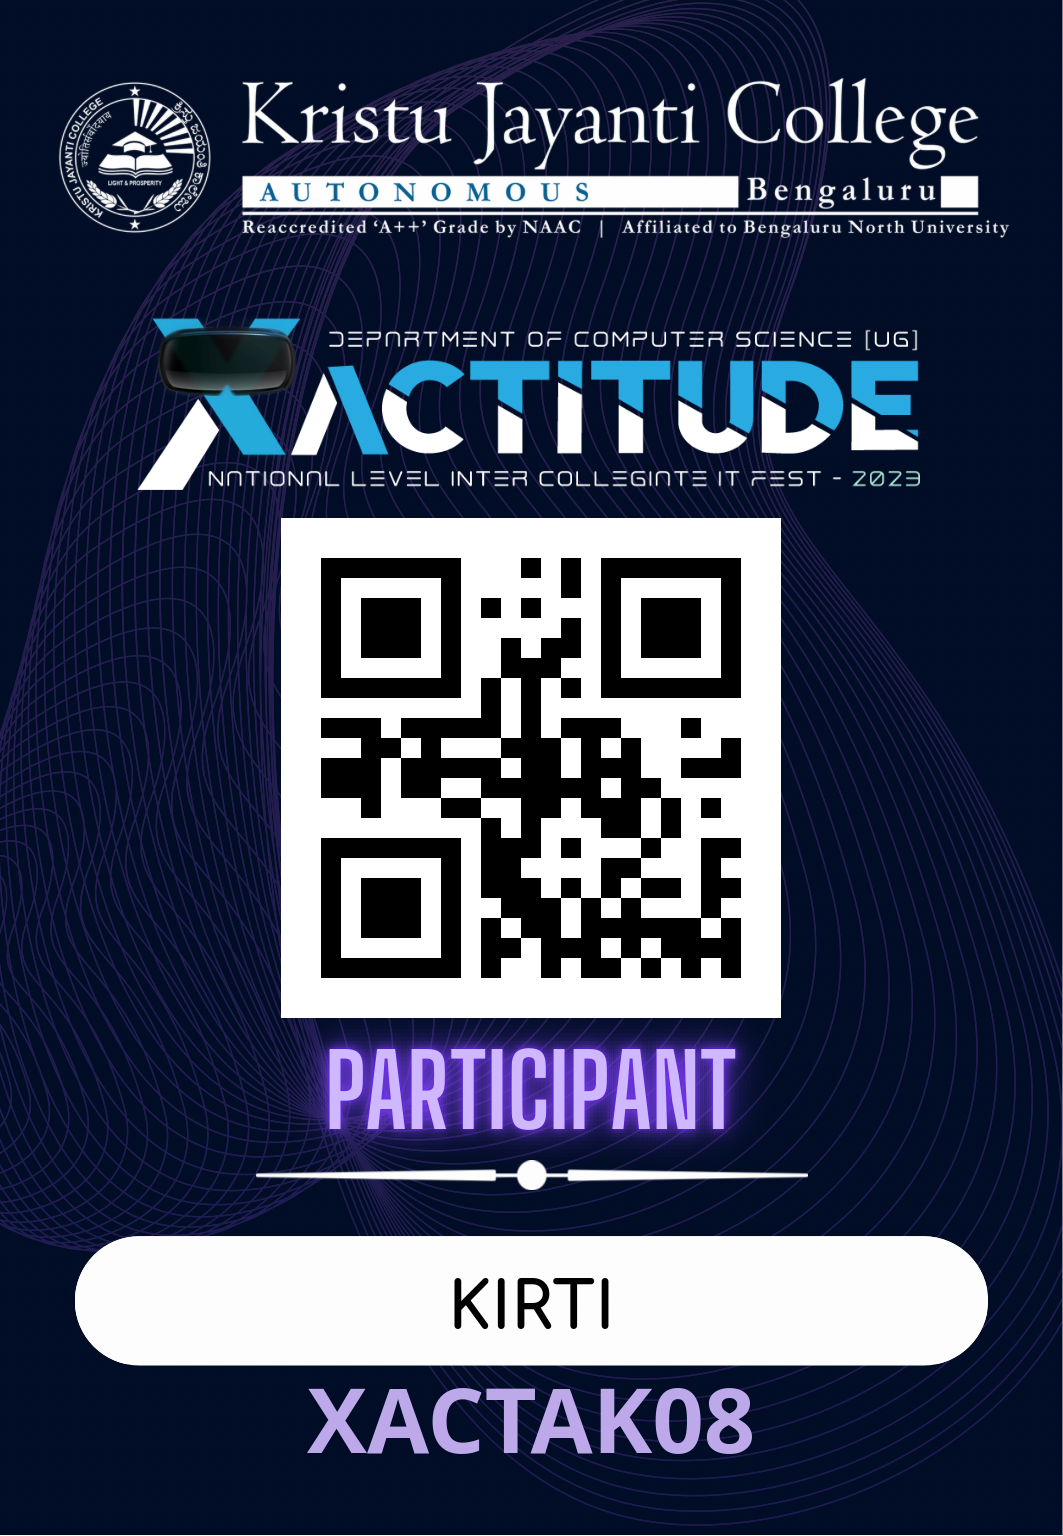 KRISTU JAYANTI COLLEGE
LIGHT & PROSPERITY
Kristu Jayanti College
AUTONOMOUS Bengaluru
Reaccredited ‘A++’ Grade by NAAC | Affiliated to Bengaluru North University
DEPARTMENT OF COMPUTER SCIENCE [UG]
XACTITUDE
NATIONAL LEVEL INTER COLLEGIATE IT FEST - 2023
PARTICIPANT
KIRTI
XACTAK08